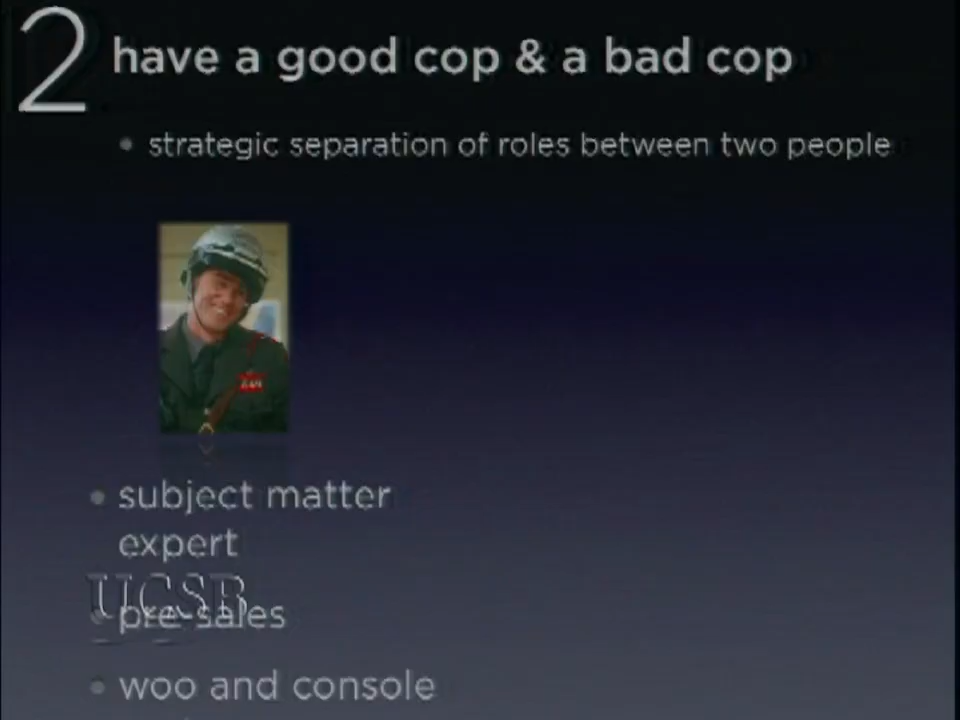 2 have a good cop & a bad cop
• strategic separation of roles between two people
• subject matter
expert
UCSB
• pre-sales
• woo and console